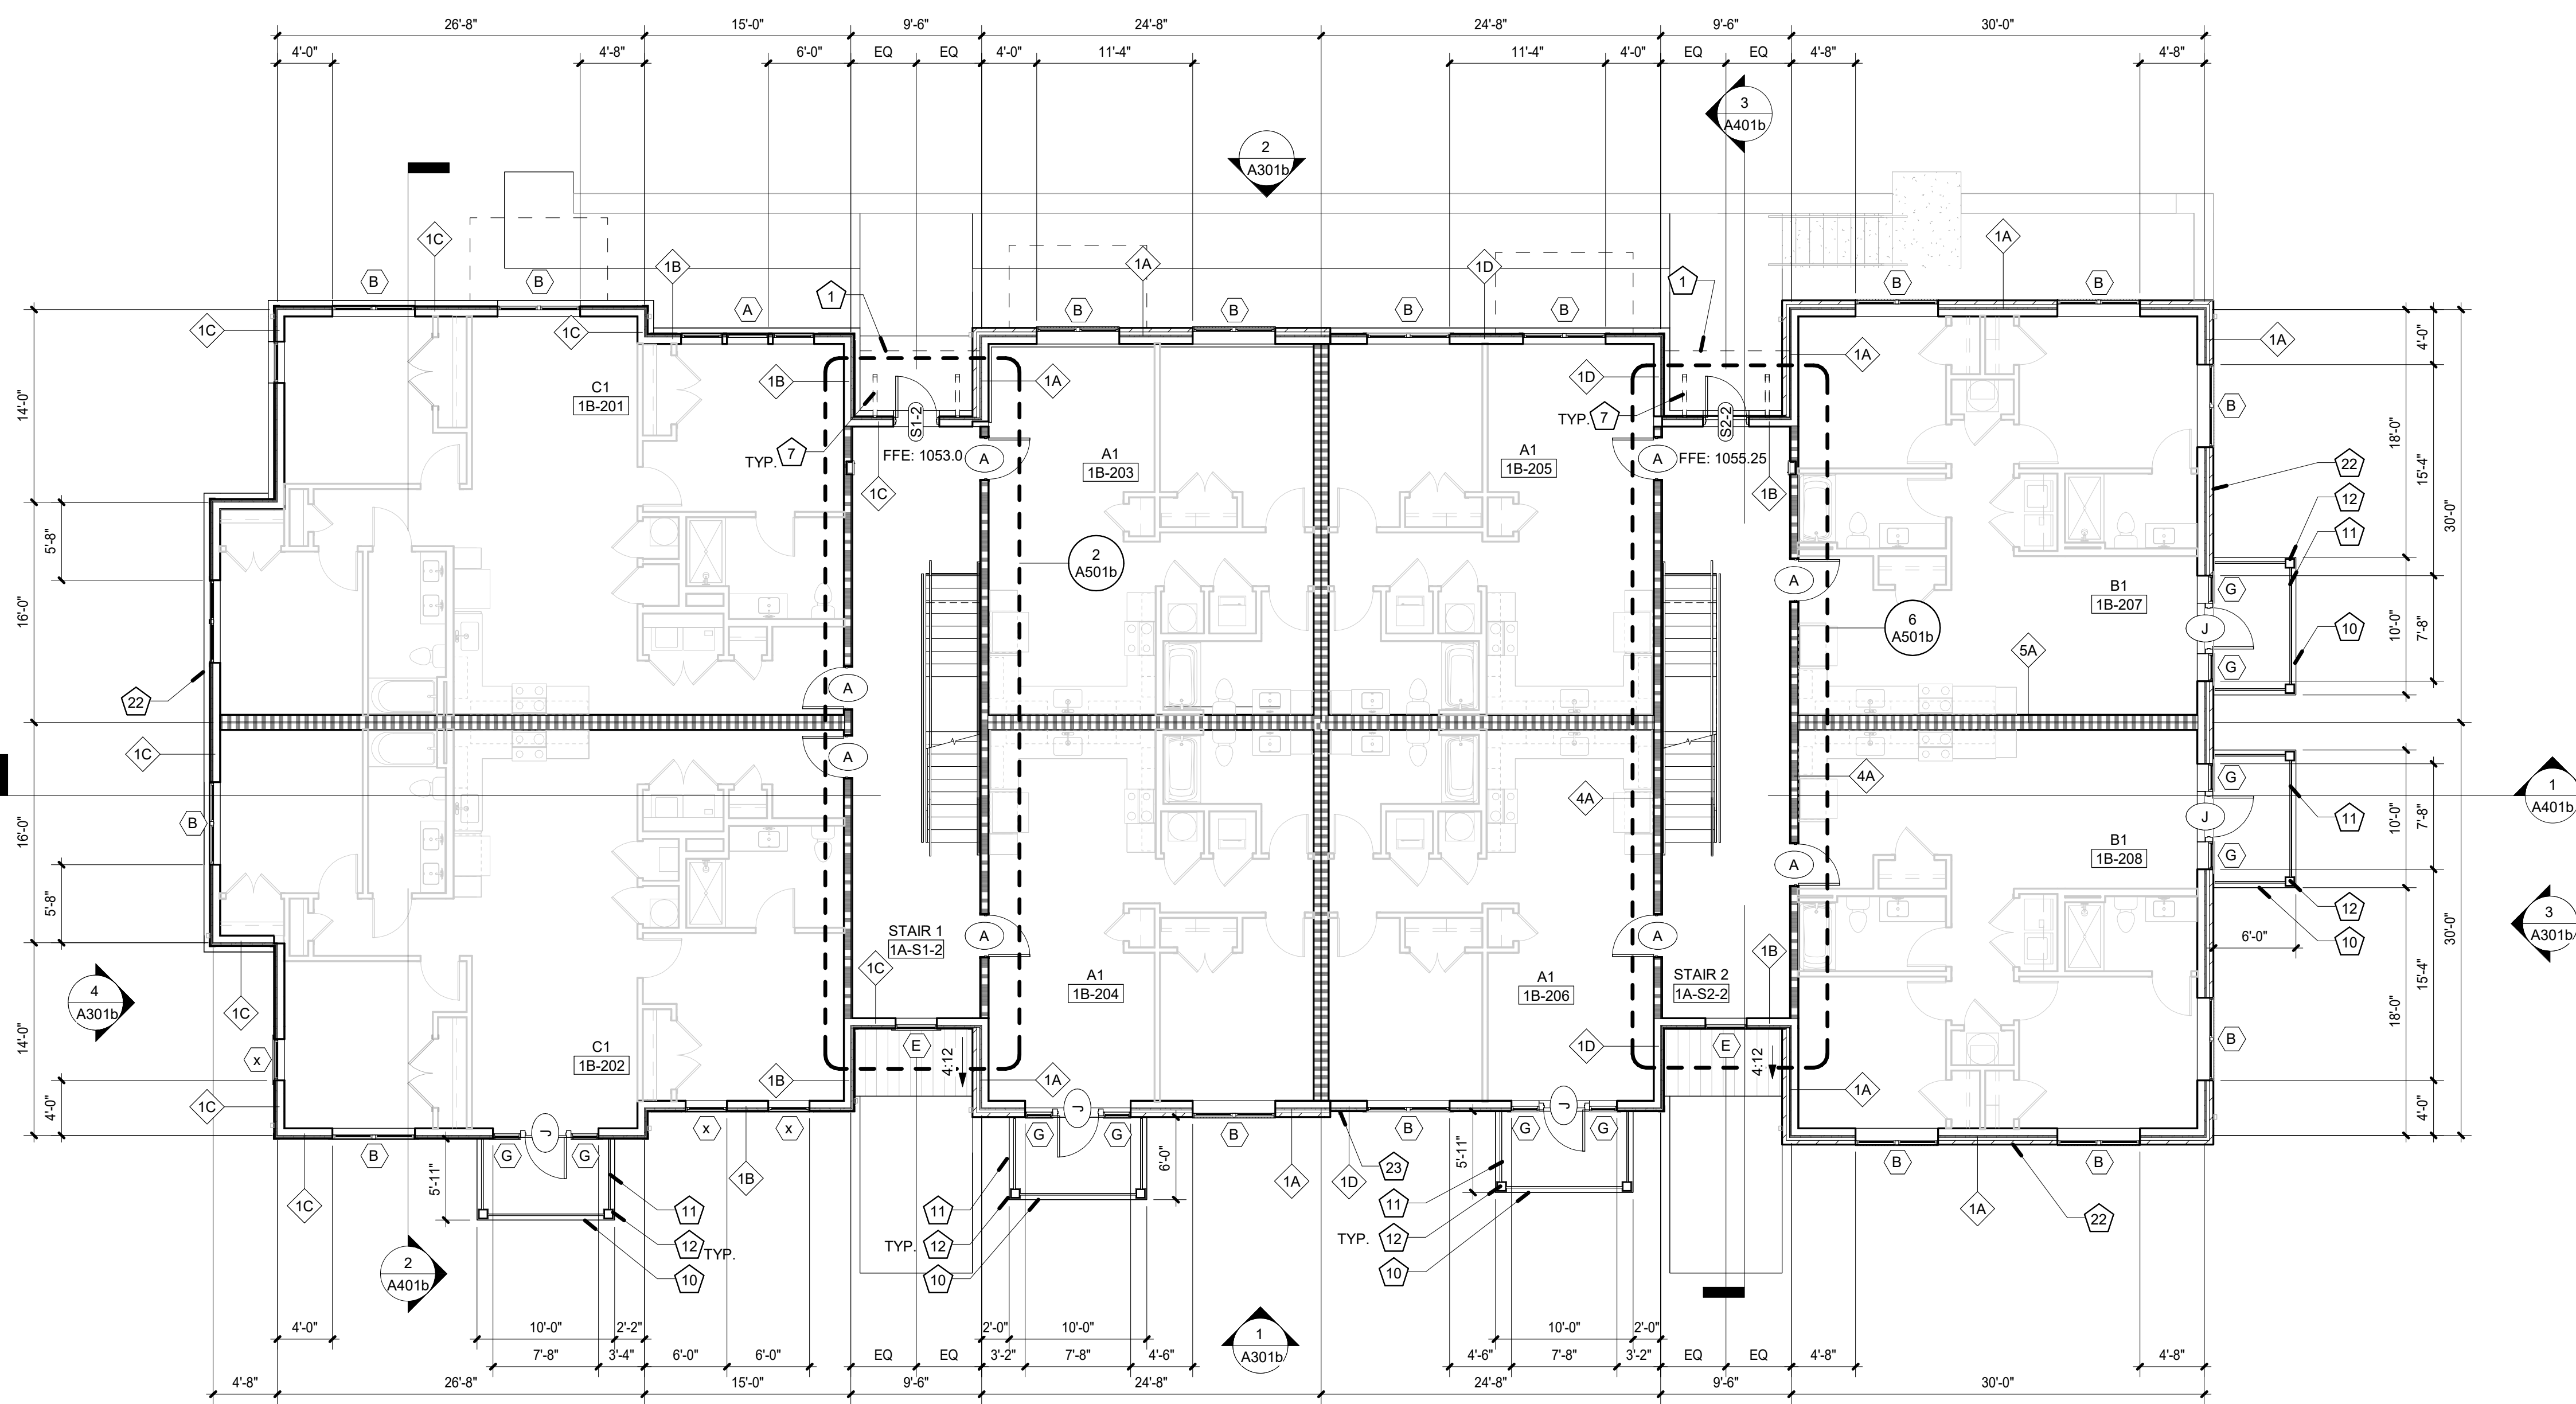 26'-8" 15'-0" 9'-6" 24'-8" 24'-8" 9'-6" 30'-0"
4'-0" 4'-8" 6'-0" EQ EQ 4'-0" 11'-4" 11'-4" 4'-0" EQ EQ 4'-8" 4'-8"
3
A401b
2
A301b
1C 1B 1A 1D 1A
B B A 1 B B B B 1 B B
1C 1C 1A 1A
1B 1A 1D
4'-0"
C1
1B-201
14'-0"
B
TYP. 7 S1-2 TYP. 7 S2-2
18'-0"
FFE: 1053.0 A A FFE: 1055.25
A1
1B-203
A1
1B-205
15'-4"
22
1C 1B
12
30'-0"
11
5'-8"
2
A501b
A
B1
1B-207
G
16'-0"
6
A501b
J
10
10'-0"
7'-8"
5A
G
A
22
1C
A
4A 4A
G
1
A401b
B
J
11
10'-0"
7'-8"
16'-0"
B1
1B-208
G
A
5'-8"
12
3
A301b
STAIR 1
1A-S1-2
A A
6'-0"
10
30'-0"
1C
STAIR 2
1A-S2-2
1B
A1
1B-204
A1
1B-206
15'-4"
18'-0"
4
A301b
1C
14'-0"
B
x
C1
1B-202
E 4:12
1D
E 4:12
1B 1A 1A
4'-0"
1C
4'-0"
J J J
x x
B G G G G B B G G B B
5'-11"
1B
6'-0"
5'-11"
23
1C
1A 1D
1A
22
11 11 11
12 TYP. TYP. 12 TYP. 12
10 10 10
2
A401b
1
A301b
4'-0" 10'-0" 2'-2" 2'-0" 10'-0" 10'-0" 2'-0"
7'-8" 3'-4" 6'-0" 6'-0" EQ EQ 3'-2" 7'-8" 4'-6" 4'-6" 7'-8" 3'-2" EQ EQ 4'-8" 4'-8"
4'-8" 26'-8" 15'-0" 9'-6" 24'-8" 24'-8" 9'-6" 30'-0"